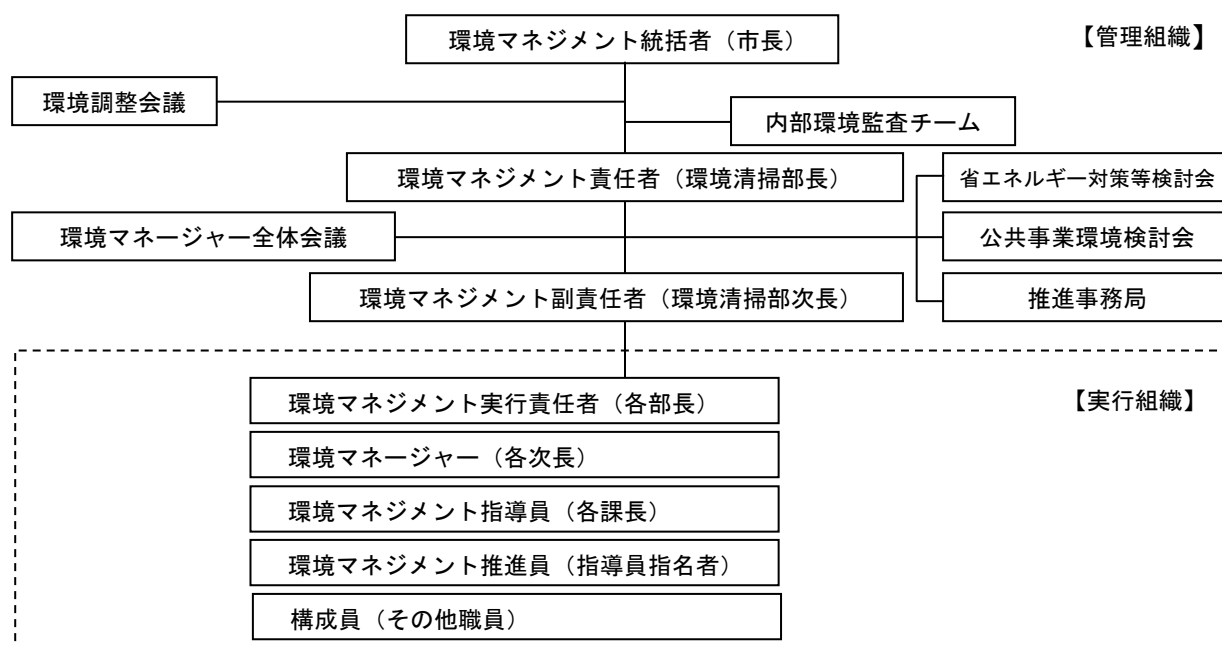 環境マネジメント統括者（市長）
【管理組織】
環境調整会議
内部環境監査チーム
環境マネジメント責任者（環境清掃部長）
省エネルギー対策等検討会
環境マネージャー全体会議
公共事業環境検討会
環境マネジメント副責任者（環境清掃部次長）
推進事務局
環境マネジメント実行責任者（各部長）
【実行組織】
環境マネージャー（各次長）
環境マネジメント指導員（各課長）
環境マネジメント推進員（指導員指名者）
構成員（その他職員）